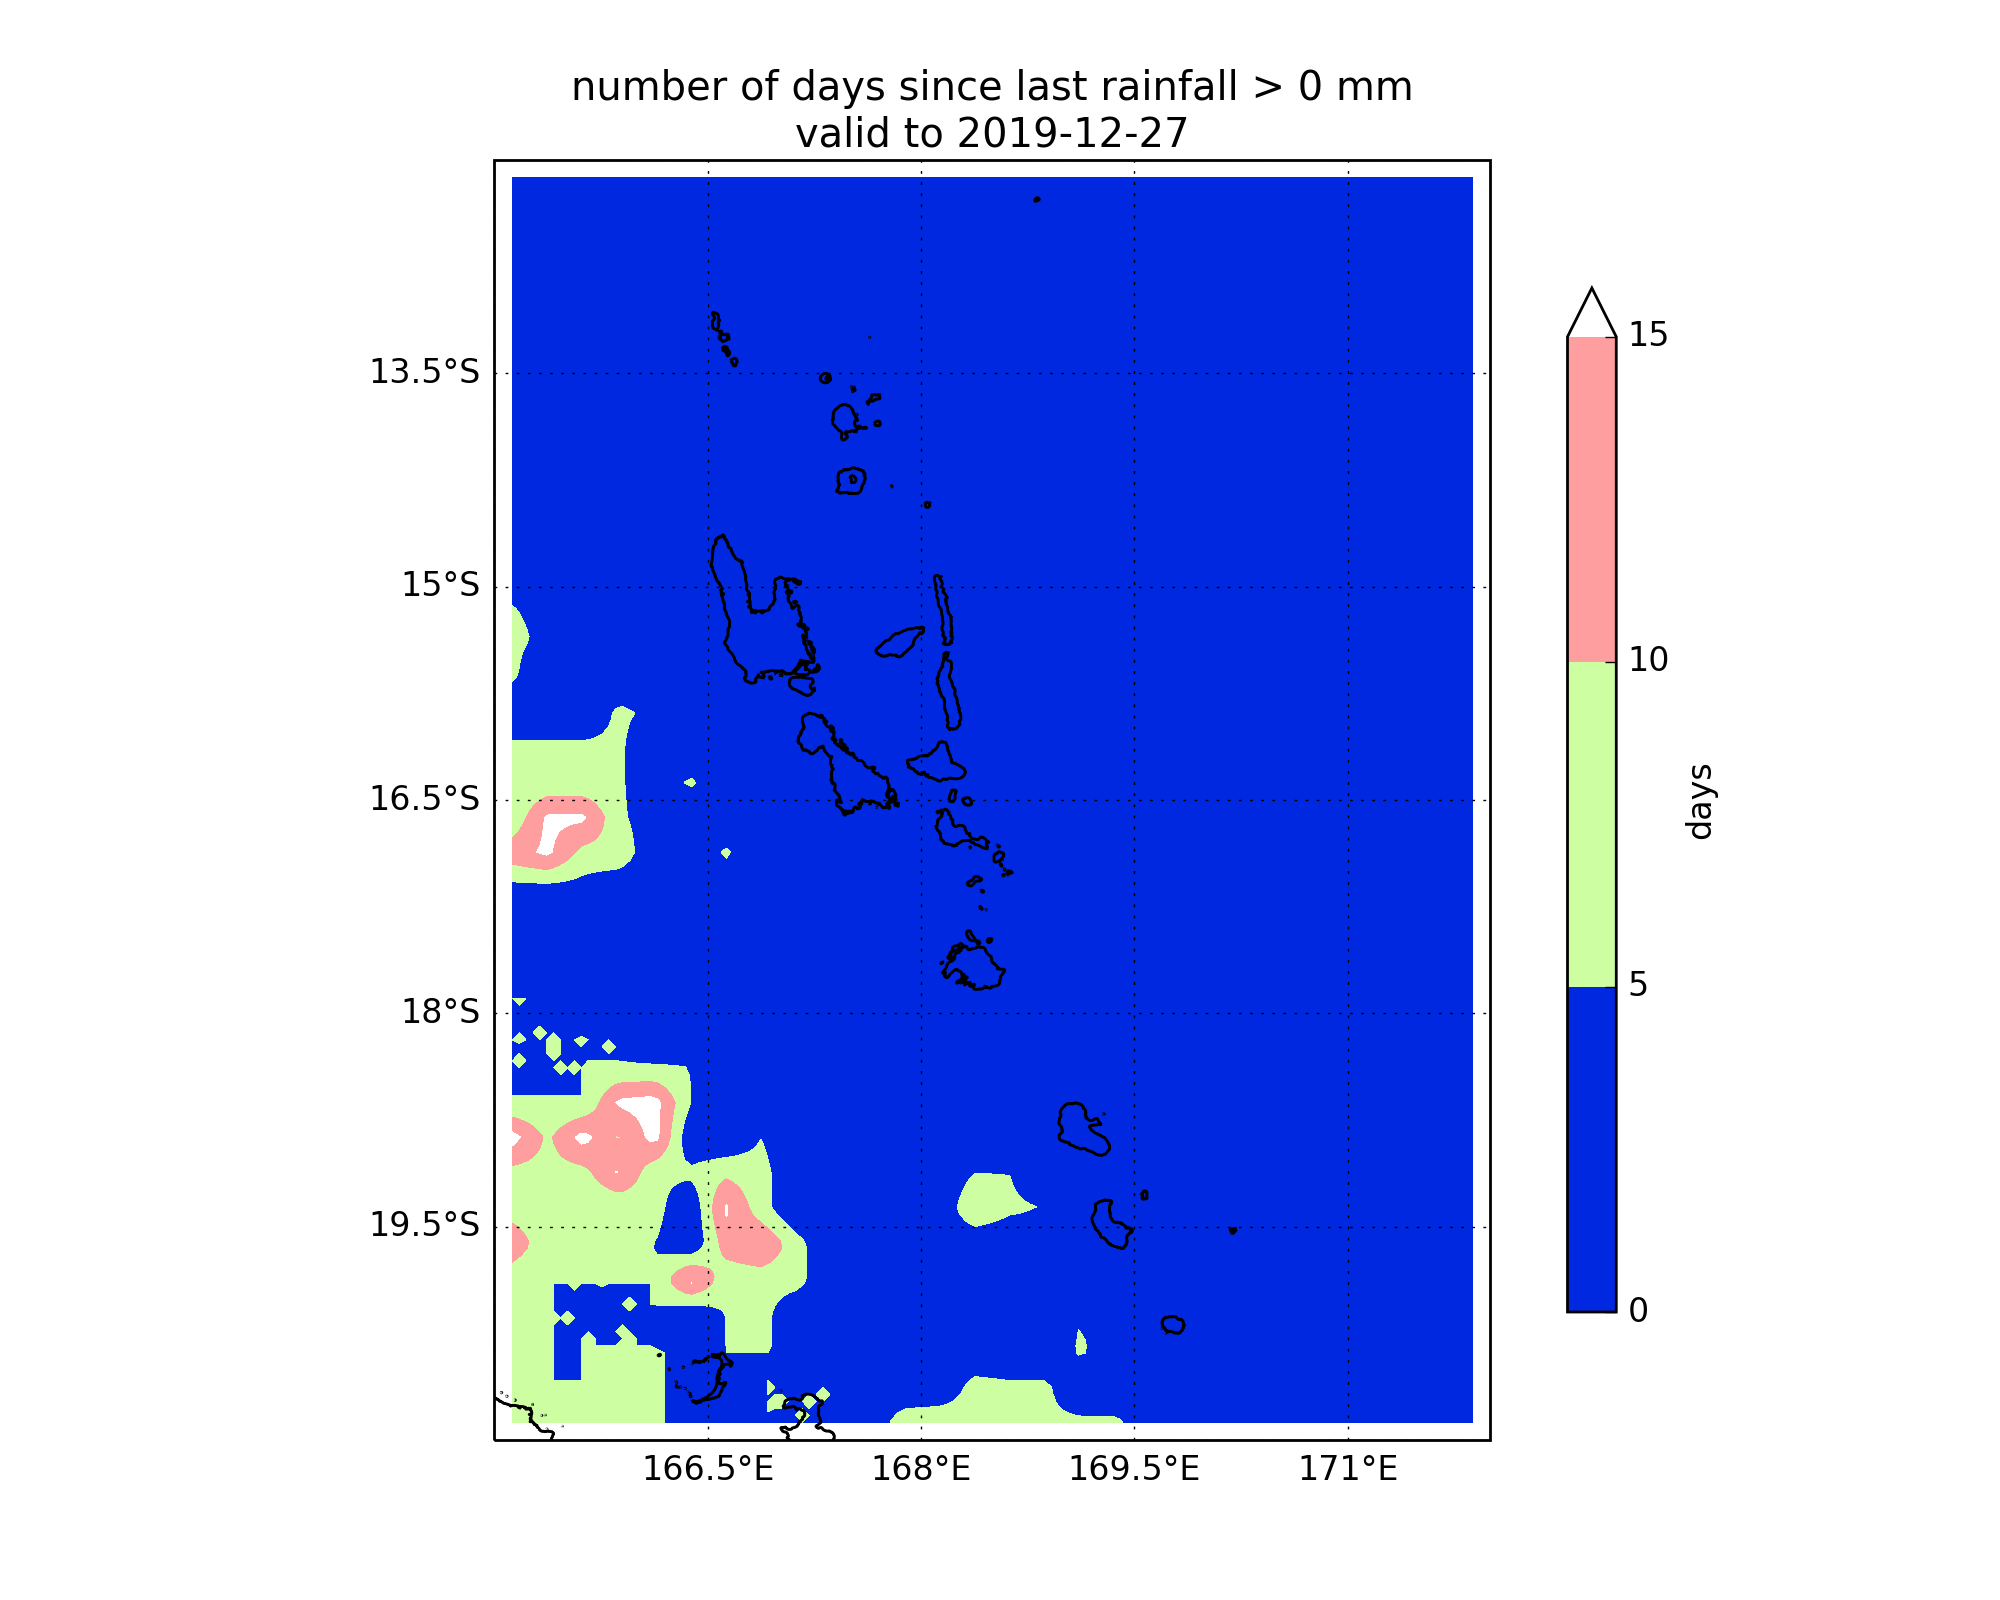 number of days since last rainfall > 0 mm
valid to 2019-12-27
13.5°S
15°S
16.5°S
18°S
19.5°S
166.5°E
168°E
169.5°E
171°E
15
10
5
0
days